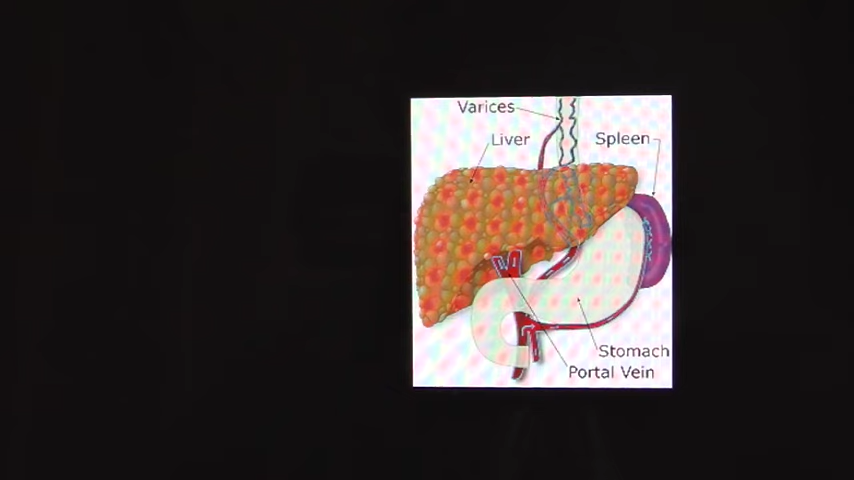 Varices
Liver
Spleen
Stomach
Portal Vein